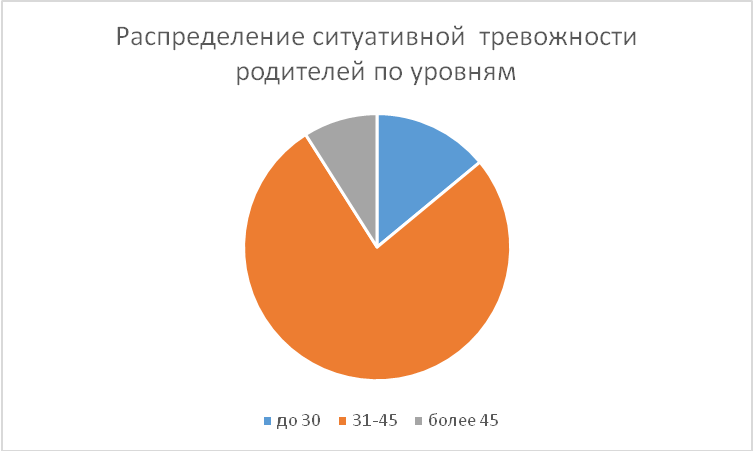 Распределение ситуативной  тревожности
родителей по уровням
до 30 31-45 более 45